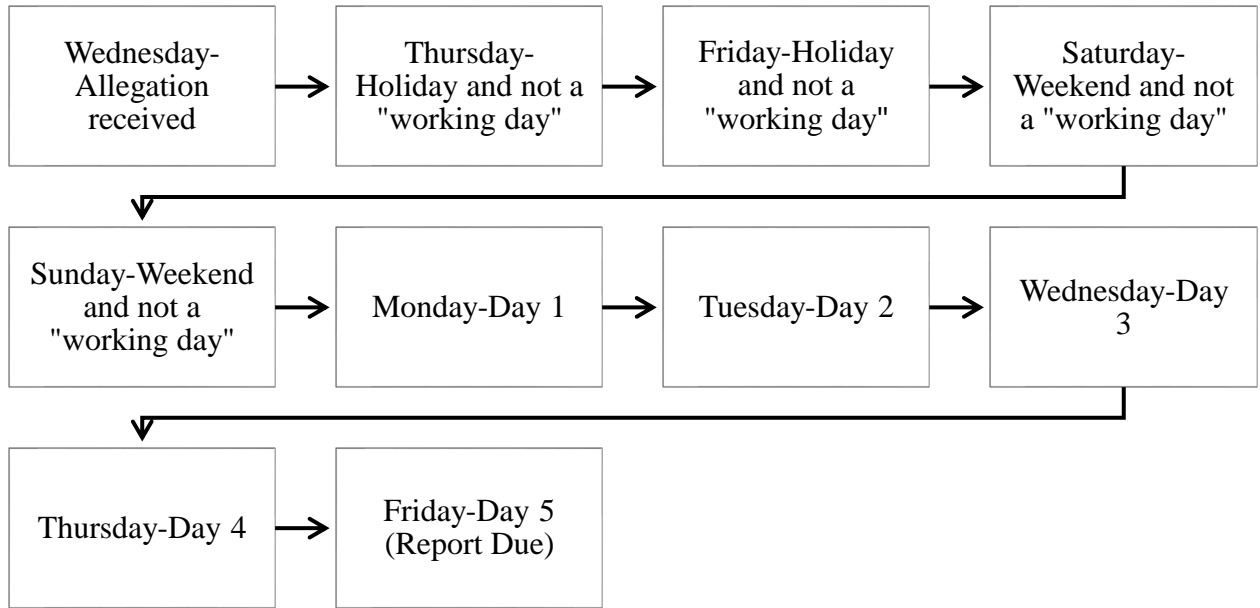 Wednesday-
Allegation
received
Thursday-
Holiday and not a
"working day"
Friday-Holiday
and not a
"working day"
Saturday-
Weekend and not
a "working day"
Sunday-Weekend
and not a
"working day"
Monday-Day 1
Tuesday-Day 2
Wednesday-Day
3
Thursday-Day 4
Friday-Day 5
(Report Due)